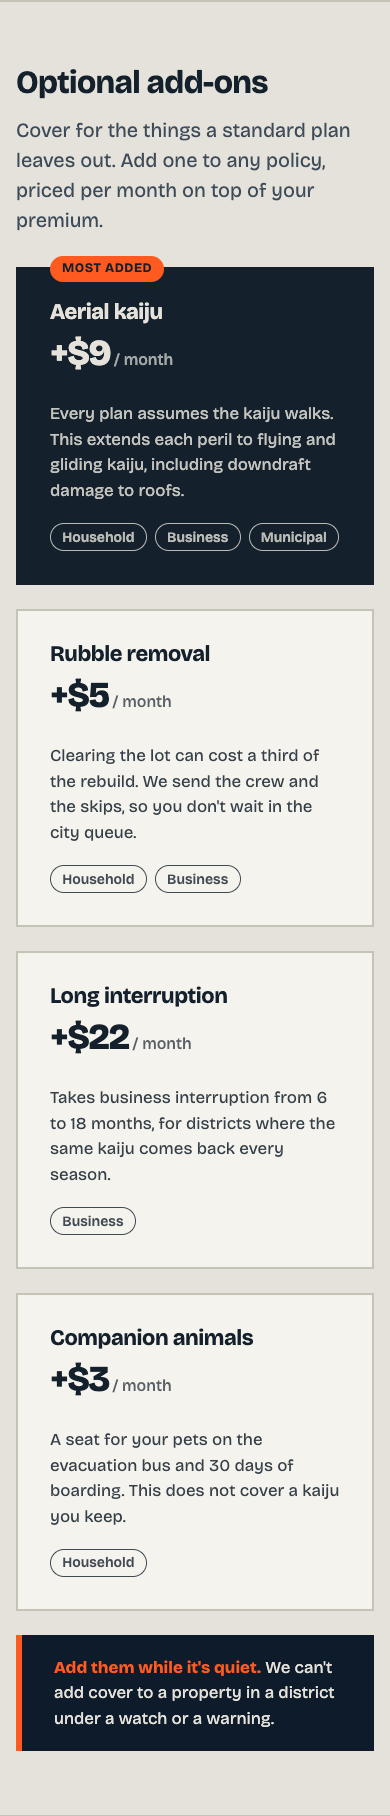 Optional add-ons
Cover for the things a standard plan
leaves out. Add one to any policy,
priced per month on top of your
premium.
MOST ADDED
Aerial kaiju
+$9 / month
Every plan assumes the kaiju walks.
This extends each peril to flying and
gliding kaiju, including downdraft
damage to roofs.
Household Business Municipal
Rubble removal
+$5 / month
Clearing the lot can cost a third of
the rebuild. We send the crew and
the skips, so you don't wait in the
city queue.
Household Business
Long interruption
+$22 / month
Takes business interruption from 6
to 18 months, for districts where the
same kaiju comes back every
season.
Business
Companion animals
+$3 / month
A seat for your pets on the
evacuation bus and 30 days of
boarding. This does not cover a kaiju
you keep.
Household
Add them while it's quiet. We can't
add cover to a property in a district
under a watch or a warning.